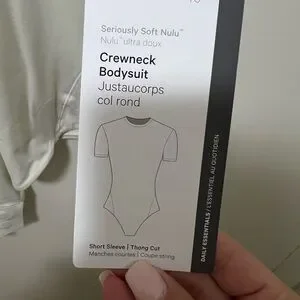 Seriously Soft Nulu™
Nulu™ ultra doux
Crewneck
Bodysuit
Justaucorps
col rond
Short Sleeve | Thong Cut
Manches courtes | Coupe string
DAILY ESSENTIALS / L'ESSENTIEL AU QUOTIDIEN